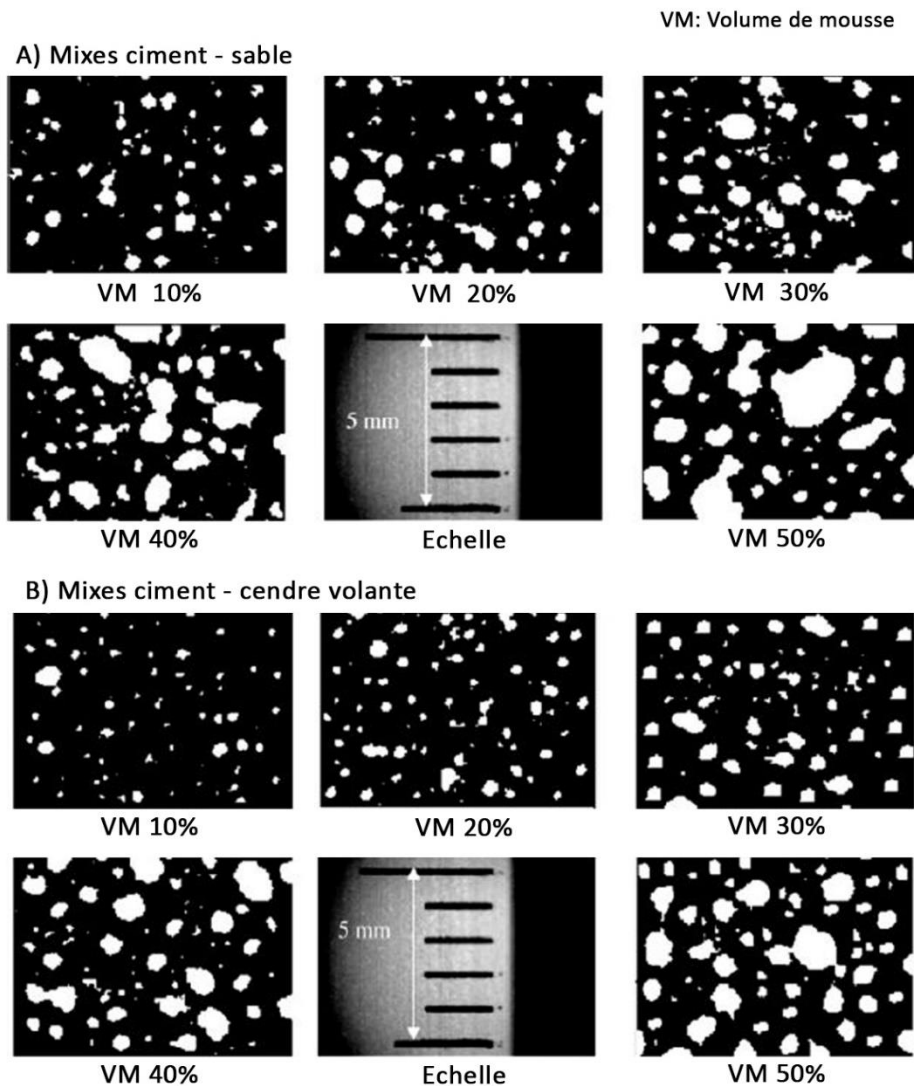 VM: Volume de mousse
A) Mixes ciment - sable
VM 10%
VM 20%
VM 30%
5 mm
VM 40%
Echelle
VM 50%
B) Mixes ciment - cendre volante
VM 10%
VM 20%
VM 30%
5 mm
VM 40%
Echelle
VM 50%